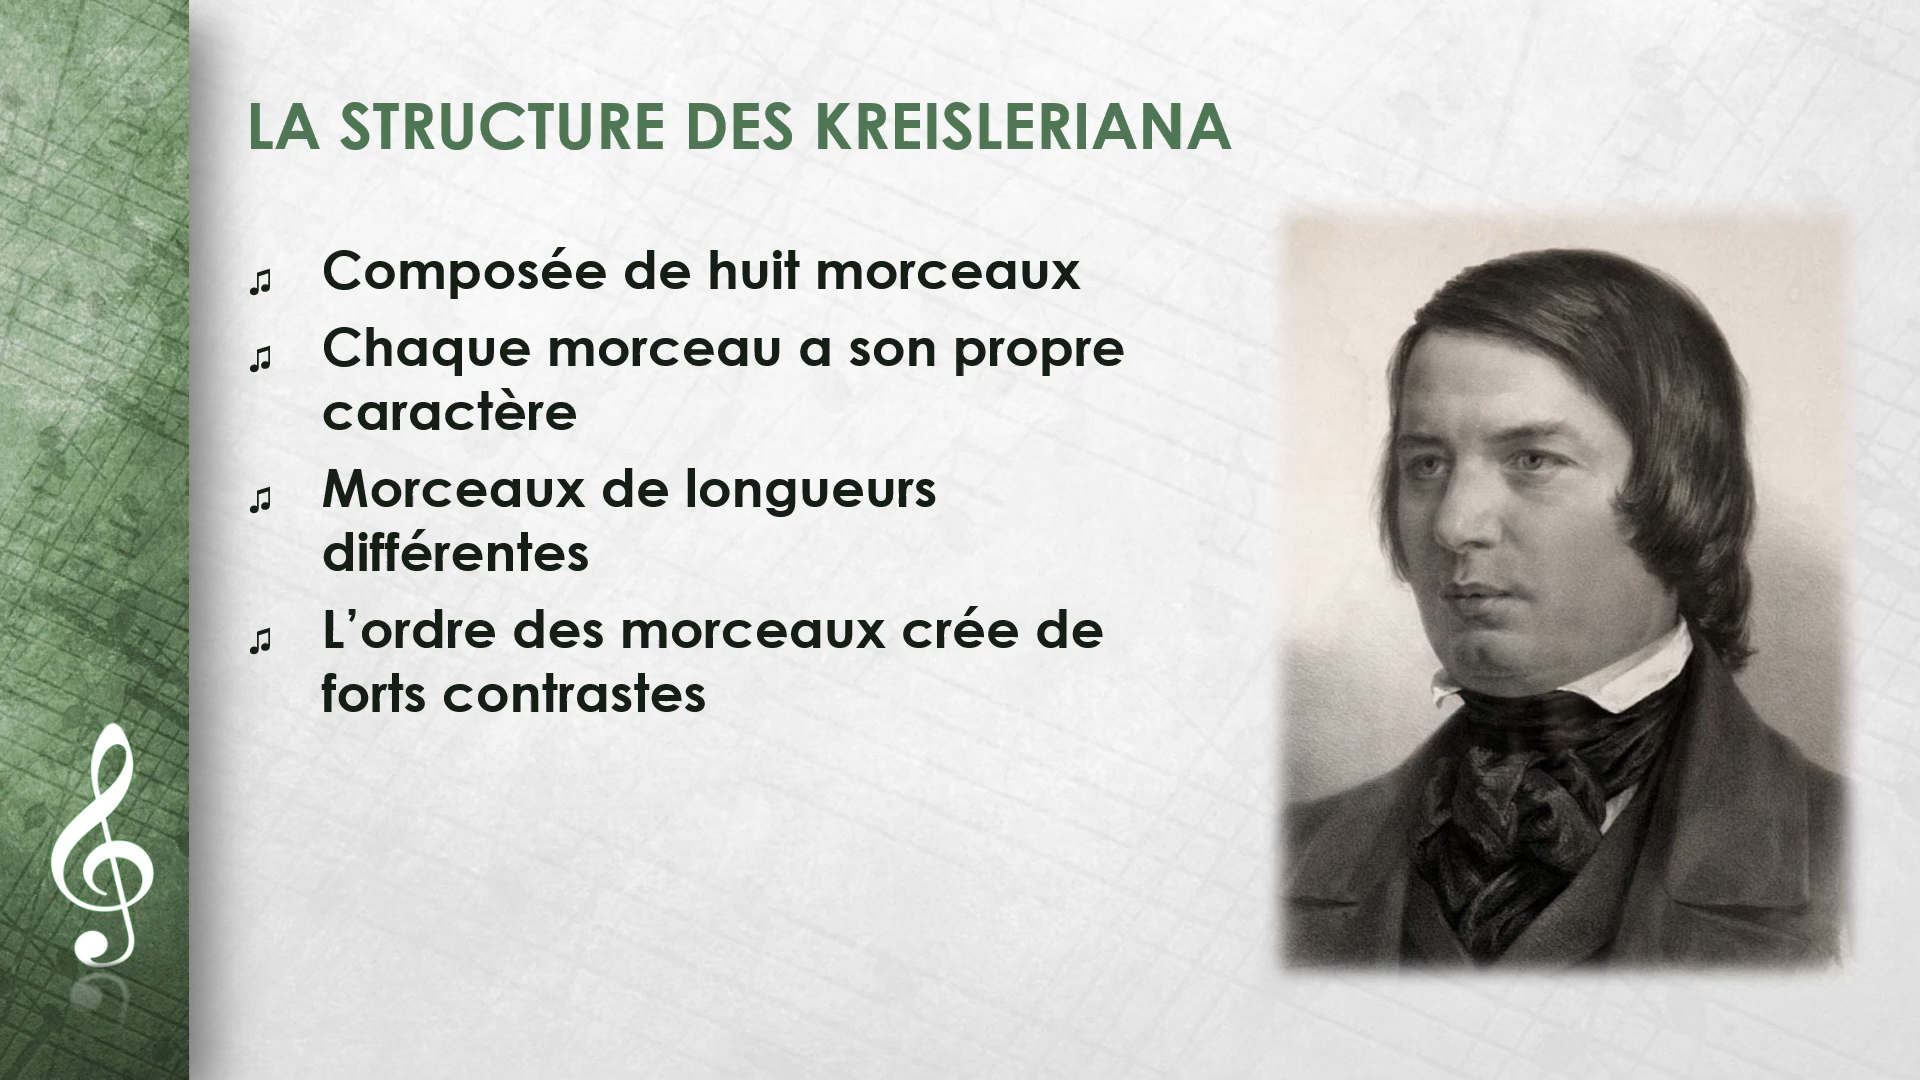 LA STRUCTURE DES KREISLERIANA
♫ Composée de huit morceaux
♫ Chaque morceau a son propre
caractère
♫ Morceaux de longueurs
différentes
♫ L’ordre des morceaux crée de
forts contrastes